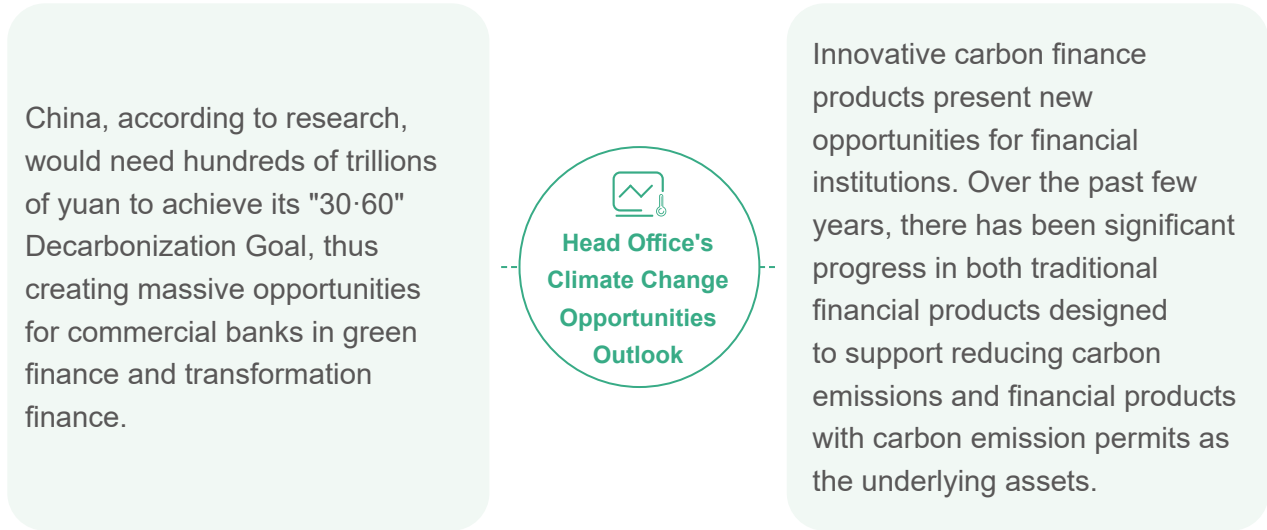 China, according to research,
would need hundreds of trillions
of yuan to achieve its "30·60"
Decarbonization Goal, thus
creating massive opportunities
for commercial banks in green
finance and transformation
finance.
Head Office's
Climate Change
Opportunities
Outlook
Innovative carbon finance
products present new
opportunities for financial
institutions. Over the past few
years, there has been significant
progress in both traditional
financial products designed
to support reducing carbon
emissions and financial products
with carbon emission permits as
the underlying assets.